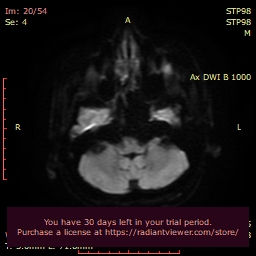 Im: 20/54
Se: 4
A
STP98
STP98
M
Ax DWI B 1000
R
L
You have 30 days left in your trial period.
Purchase a license at https://radiantviewer.com/store/